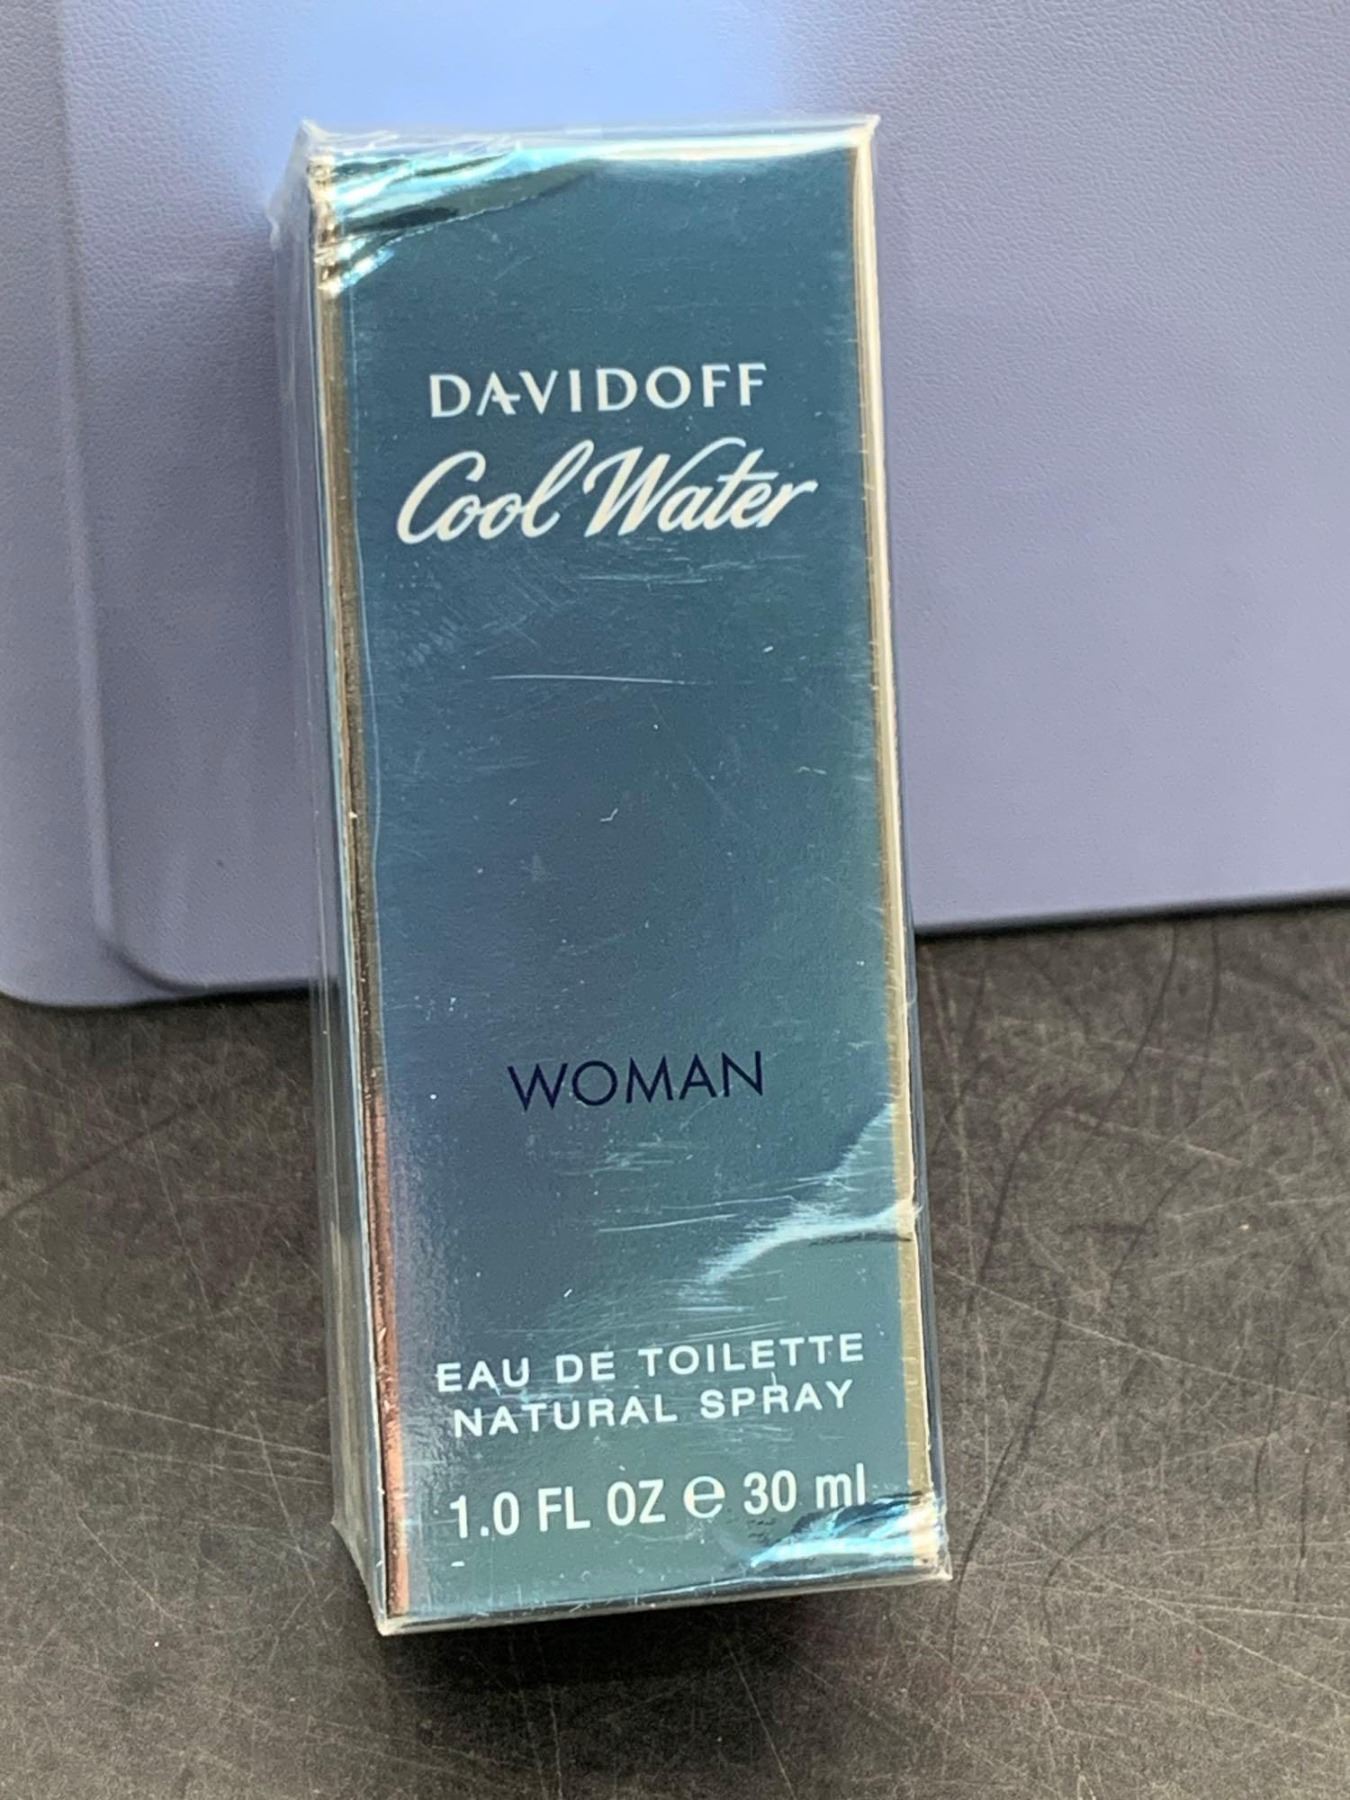 DAVIDOFF
Cool Water
WOMAN
EAU DE TOILETTE
NATURAL SPRAY
1.0 FL OZ ℮ 30 ml